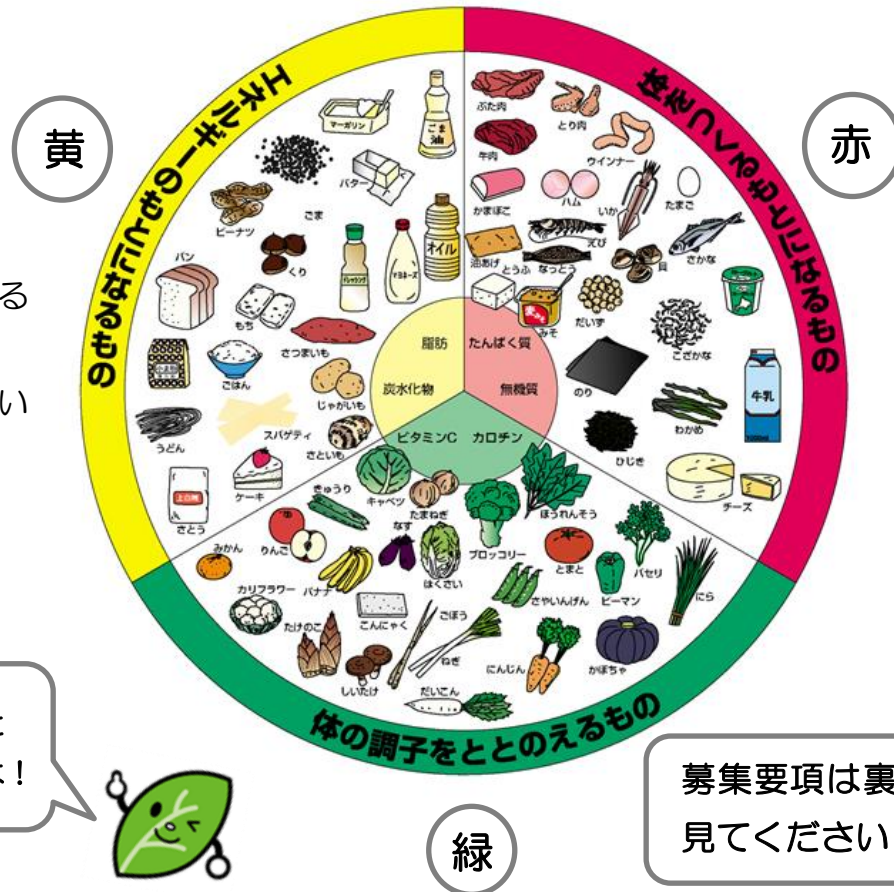 黄
赤
緑
エネルギーのもとになるもの
体をつくるもとになるもの
体の調子をととのえるもの
マーガリン
ごま
油
バター
ごま
ピーナツ
くり
ドレッシング
マヨネーズ
オイル
パン
もち
さつまいも
小麦粉
ごはん
じゃがいも
うどん
スパゲティ
さといも
上白糖
さとう
ケーキ
脂肪
炭水化物
たんぱく質
無機質
ビタミンC
カロチン
ぶた肉
とり肉
牛肉
ウインナー
かまぼこ
ハム
いか
たまご
えび
さかな
油あげ
とうふ
なっとう
貝
みそ
だいず
こざかな
のり
わかめ
牛乳
1000ml
ひじき
チーズ
きゅうり
キャベツ
たまねぎ
ほうれんそう
みかん
りんご
なす
ブロッコリー
とまと
パセリ
バナナ
はくさい
さやいんげん
ピーマン
にら
カリフラワー
こんにゃく
ごぼう
たけのこ
ねぎ
にんじん
かぼちゃ
しいたけ
だいこん
る
い
は！
募集要項は裏
見てください